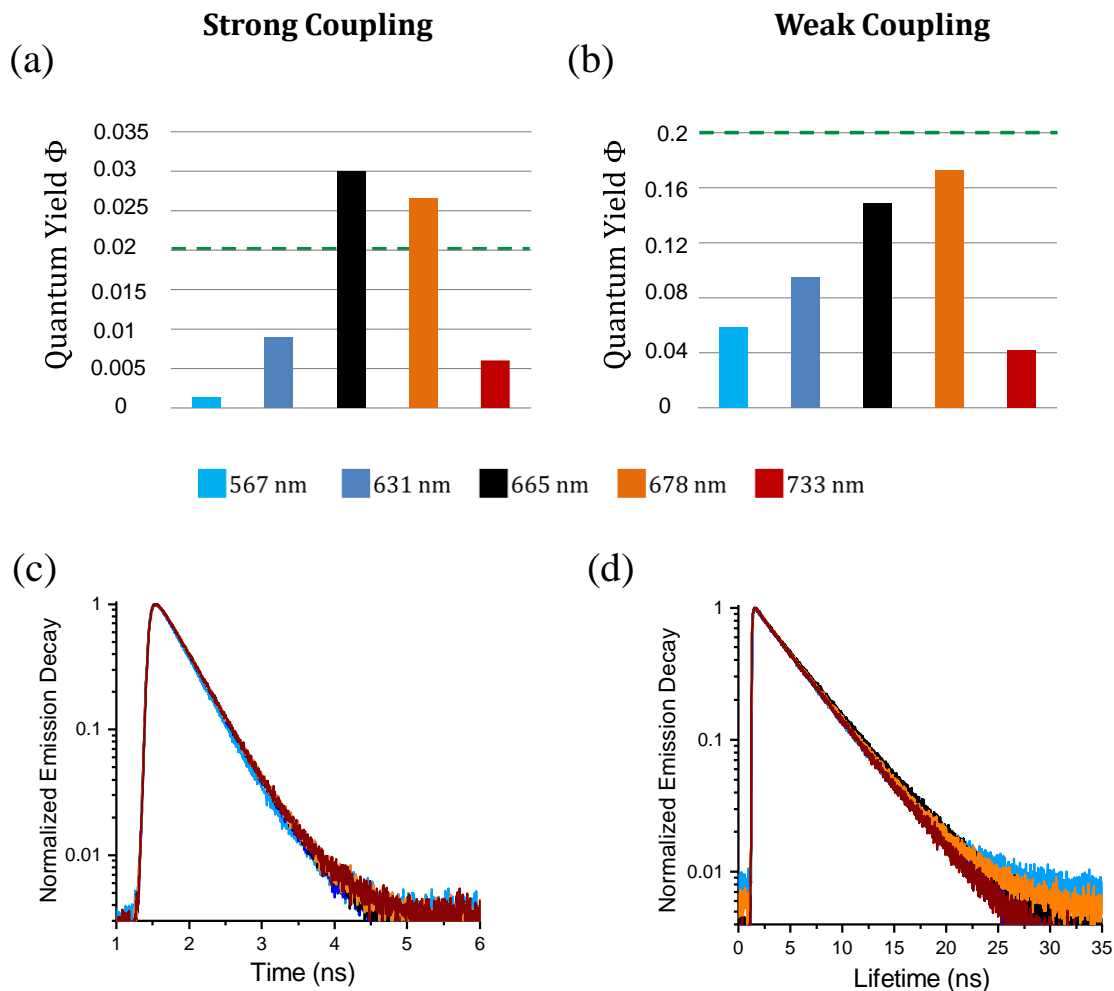 Strong Coupling
Weak Coupling
(a)
(b)
Quantum Yield Φ
0.035
0.03
0.025
0.02
0.015
0.01
0.005
0
Quantum Yield Φ
0.2
0.16
0.12
0.08
0.04
0
567 nm 631 nm 665 nm 678 nm 733 nm
(c)
(d)
Normalized Emission Decay
1
0.1
0.01
1 2 3 4 5 6
Time (ns)
Normalized Emission Decay
1
0.1
0.01
0 5 10 15 20 25 30 35
Lifetime (ns)